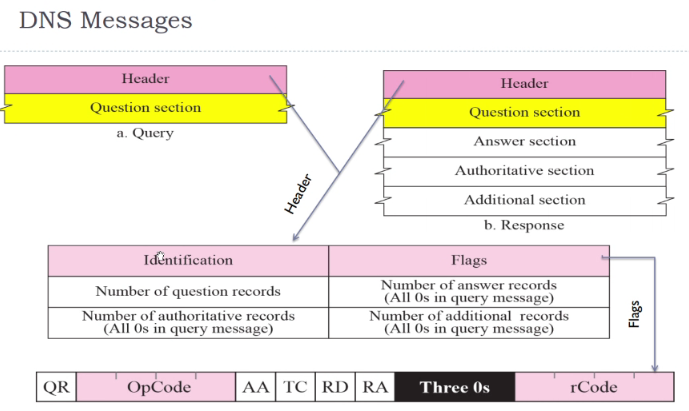 DNS Messages
Header
Question section
a. Query
Header
Question section
Answer section
Authoritative section
Additional section
b. Response
Header
Identification
Flags
Number of question records
Number of answer records
(All 0s in query message)
Number of authoritative records
(All 0s in query message)
Number of additional records
(All 0s in query message)
Flags
QR
OpCode
AA
TC
RD
RA
Three 0s
rCode